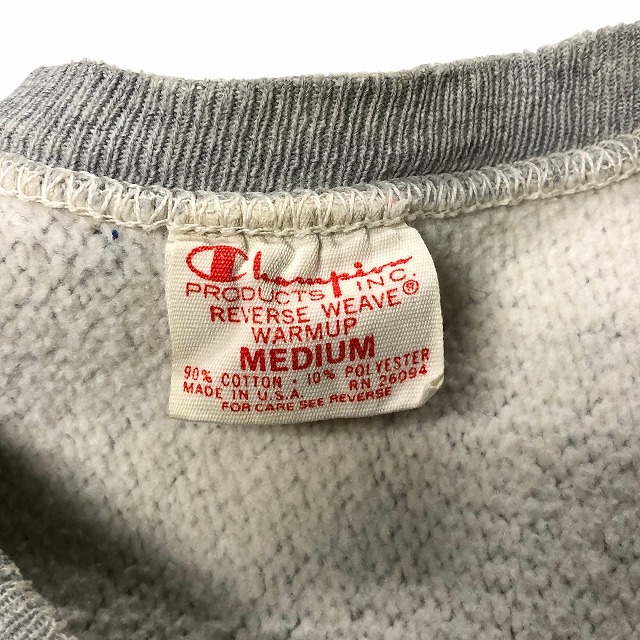 Champion
PRODUCTS INC.
REVERSE WEAVE®
WARMUP
MEDIUM
90% COTTON · 10% POLYESTER
MADE IN U.S.A. RN 26094
FOR CARE SEE REVERSE